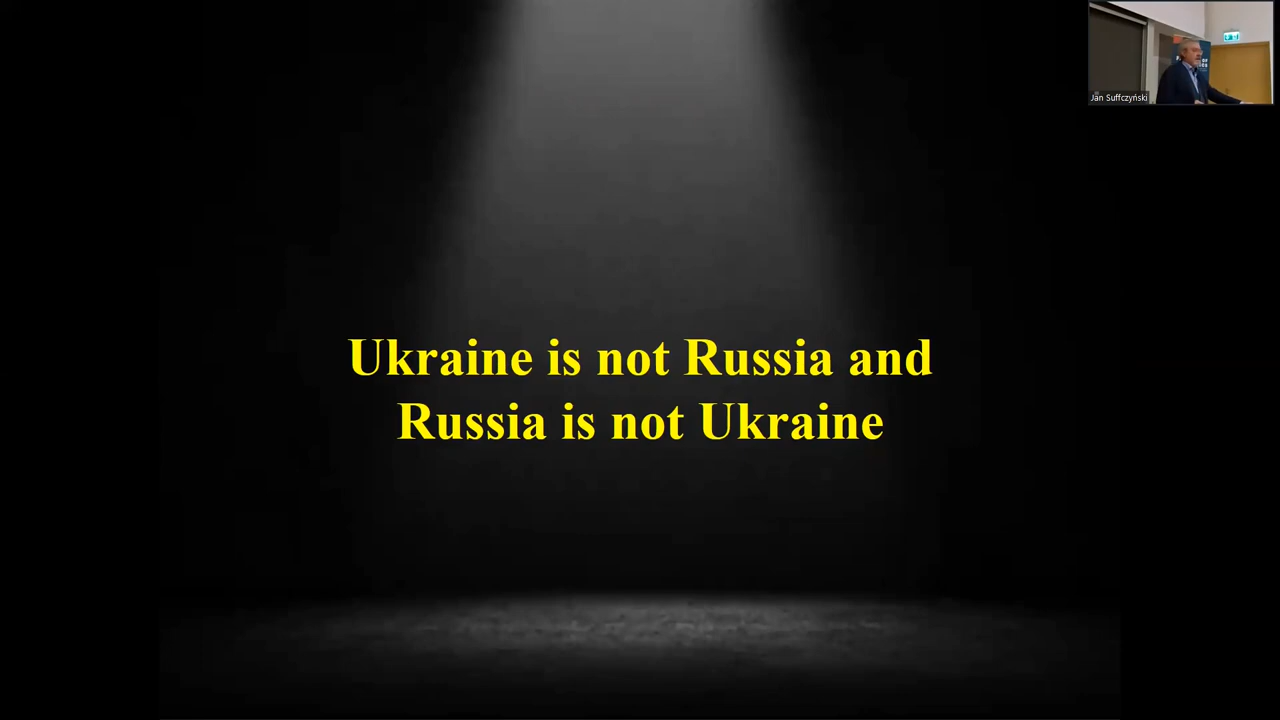 Ukraine is not Russia and
Russia is not Ukraine
Jan Suffczyński